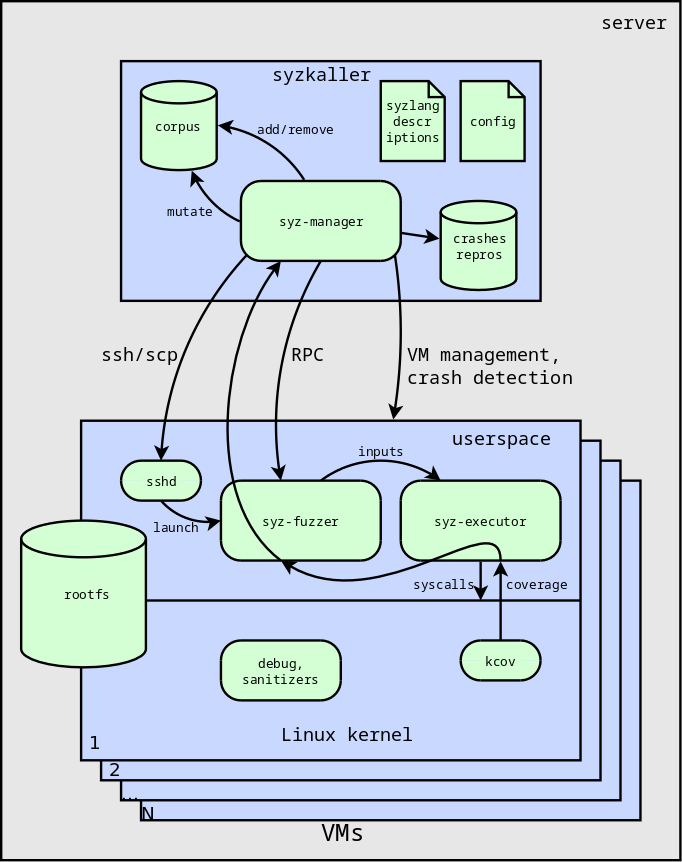 server
syzkaller
corpus
add/remove
syzlang
descr
iptions
config
mutate
syz-manager
crashes
repros
ssh/scp
RPC
VM management,
crash detection
userspace
inputs
sshd
syz-fuzzer
syz-executor
launch
rootfs
syscalls
coverage
debug,
sanitizers
kcov
Linux kernel
1
2
...
N
VMs